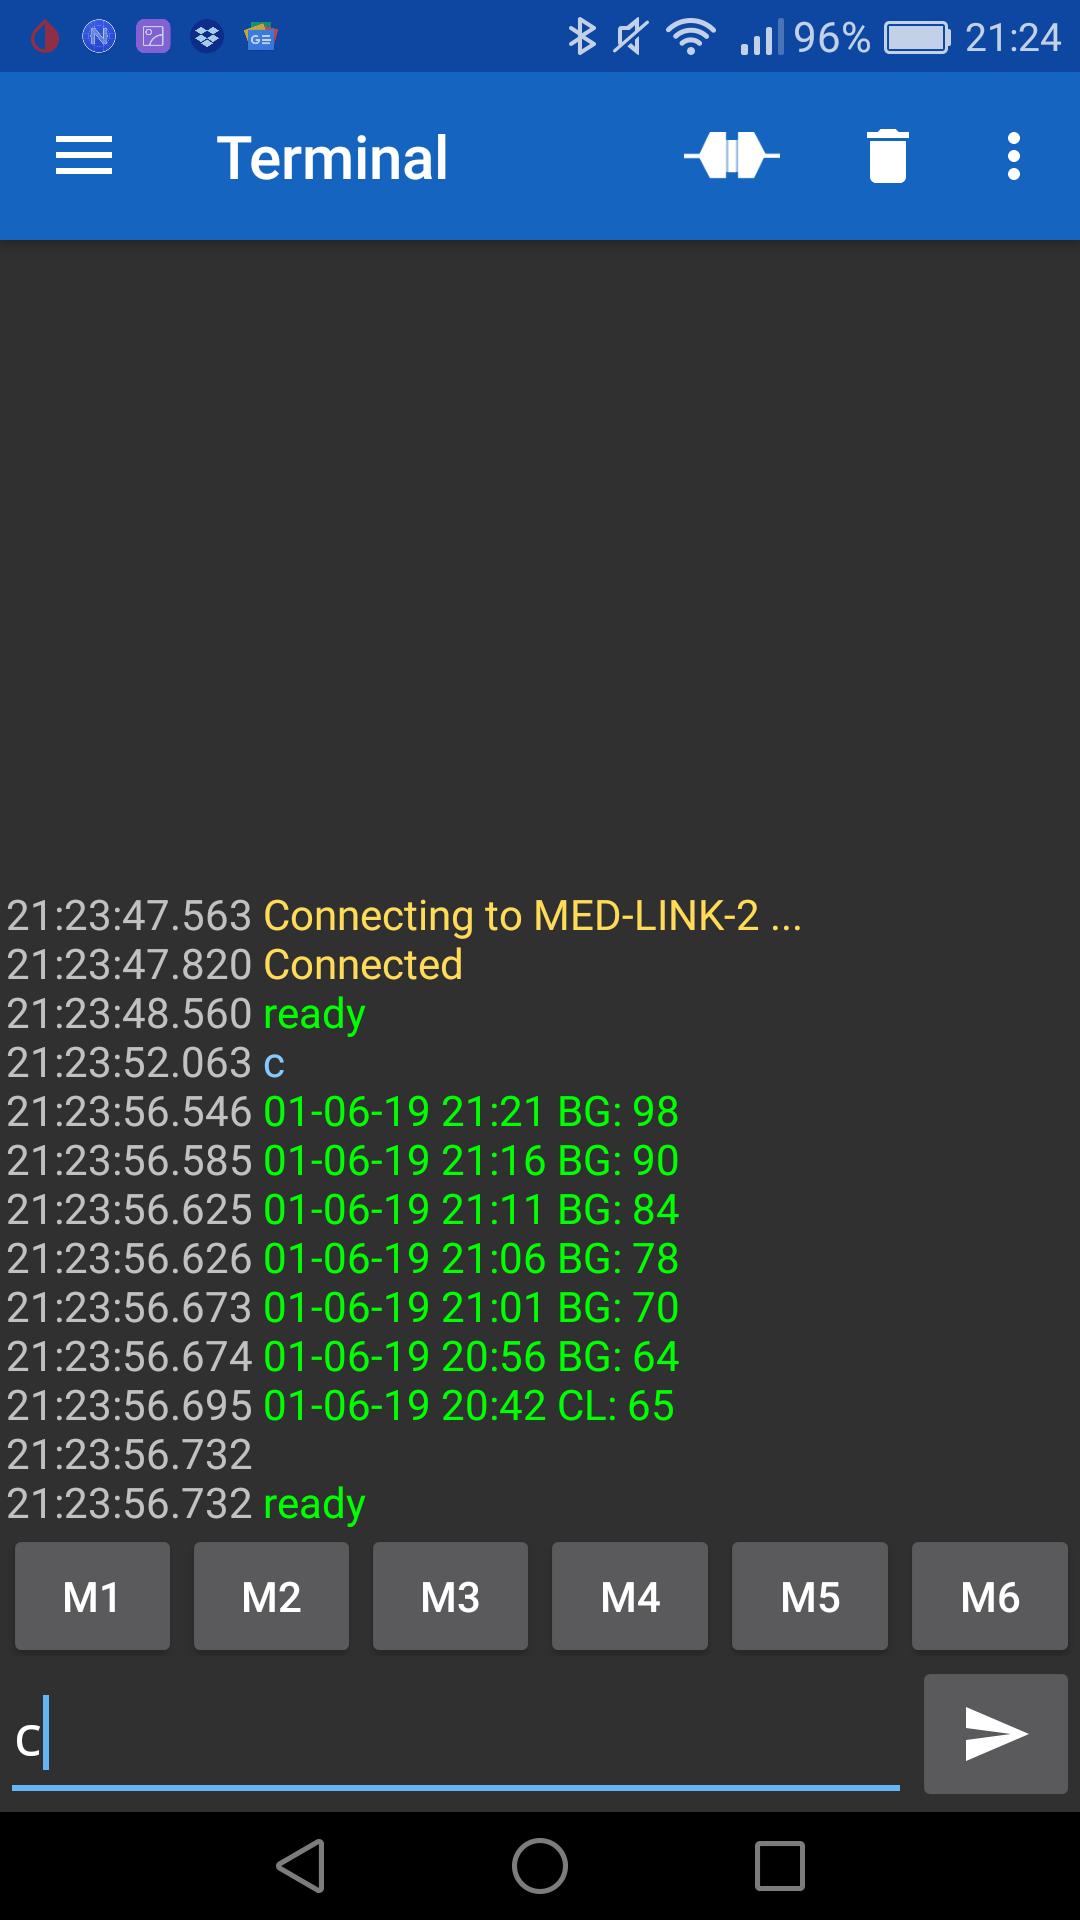 96% 21:24
Terminal
21:23:47.563 Connecting to MED-LINK-2 ...
21:23:47.820 Connected
21:23:48.560 ready
21:23:52.063 c
21:23:56.546 01-06-19 21:21 BG: 98
21:23:56.585 01-06-19 21:16 BG: 90
21:23:56.625 01-06-19 21:11 BG: 84
21:23:56.626 01-06-19 21:06 BG: 78
21:23:56.673 01-06-19 21:01 BG: 70
21:23:56.674 01-06-19 20:56 BG: 64
21:23:56.695 01-06-19 20:42 CL: 65
21:23:56.732
21:23:56.732 ready
M1 M2 M3 M4 M5 M6
c